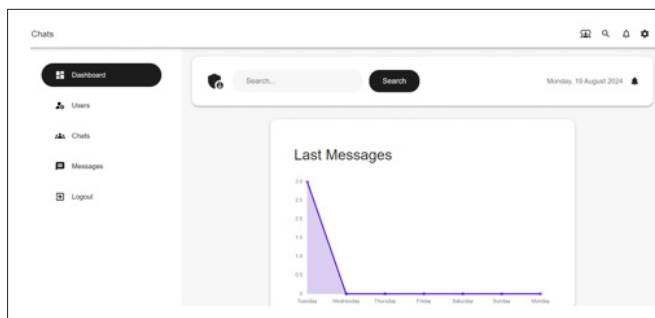 Chats
Dashboard
Users
Chats
Messages
Logout
Search...
Search
Monday, 19 August 2024
Last Messages
3.0
2.5
2.0
1.5
1.0
0.5
0
Tuesday Wednesday Thursday Friday Saturday Sunday Monday